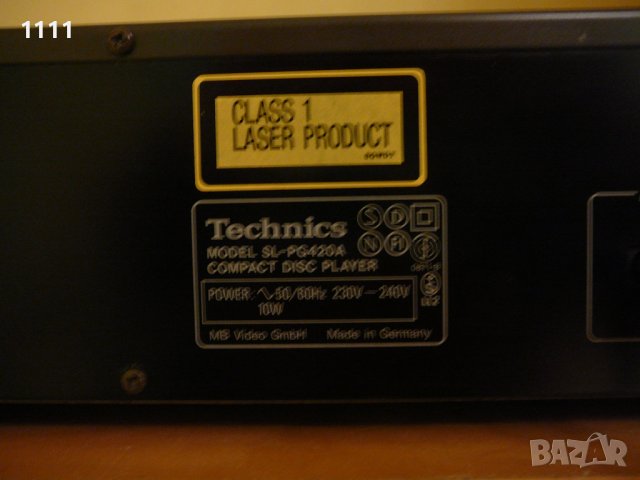 1111
CLASS 1
LASER PRODUCT
Technics
S D
N FI
MODEL SL-PG420A
COMPACT DISC PLAYER
POWER: ∿50/60Hz 230V-240V
10W
MB Video GmbH Made in Germany
BAZAR